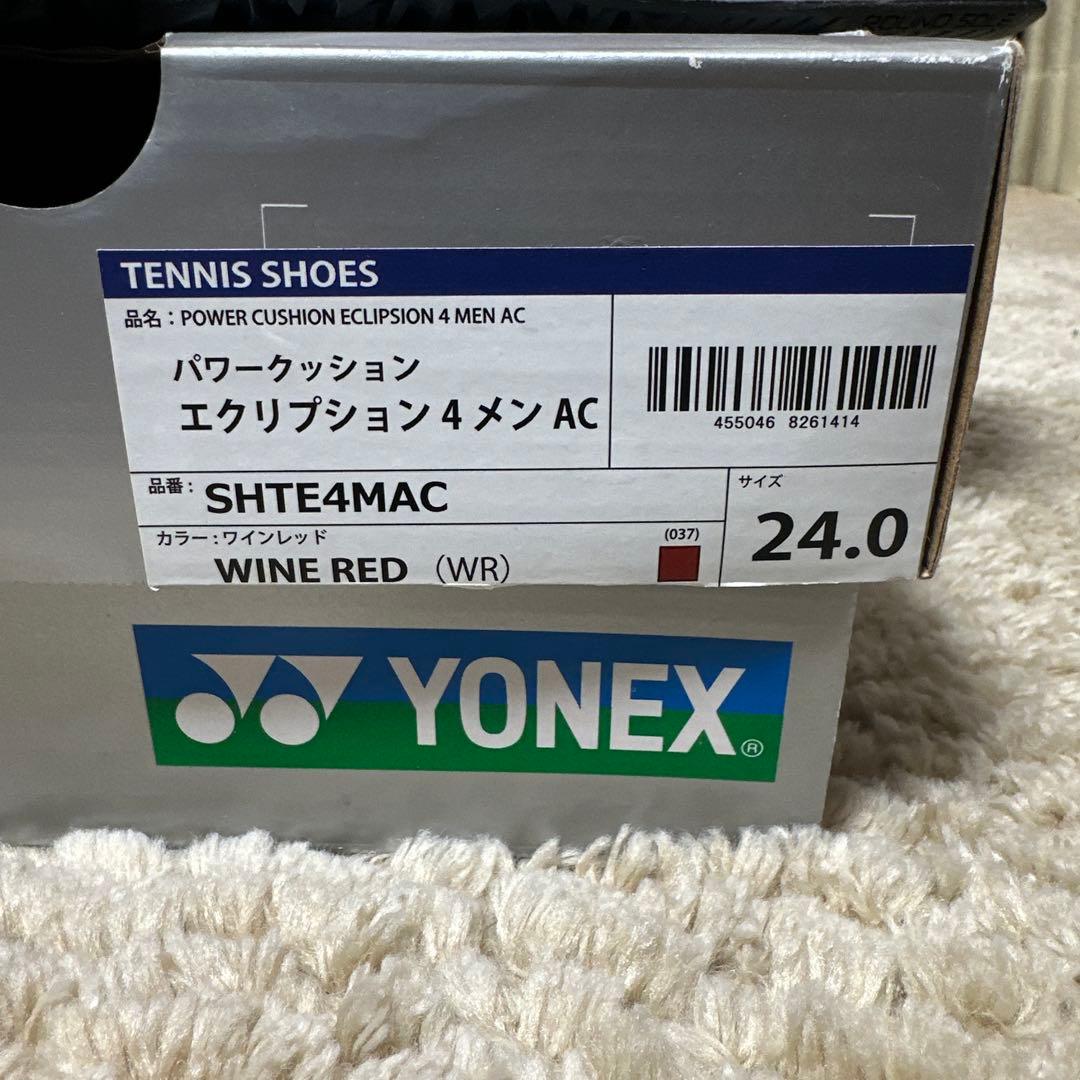 ROUND SOLE
TENNIS SHOES
品名：POWER CUSHION ECLIPSION 4 MEN AC
パワークッション
エクリプション 4 メン AC
455046 8261414
品番：SHTE4MAC
サイズ
24.0
カラー：ワインレッド
(037)
WINE RED （WR）
YONEX®